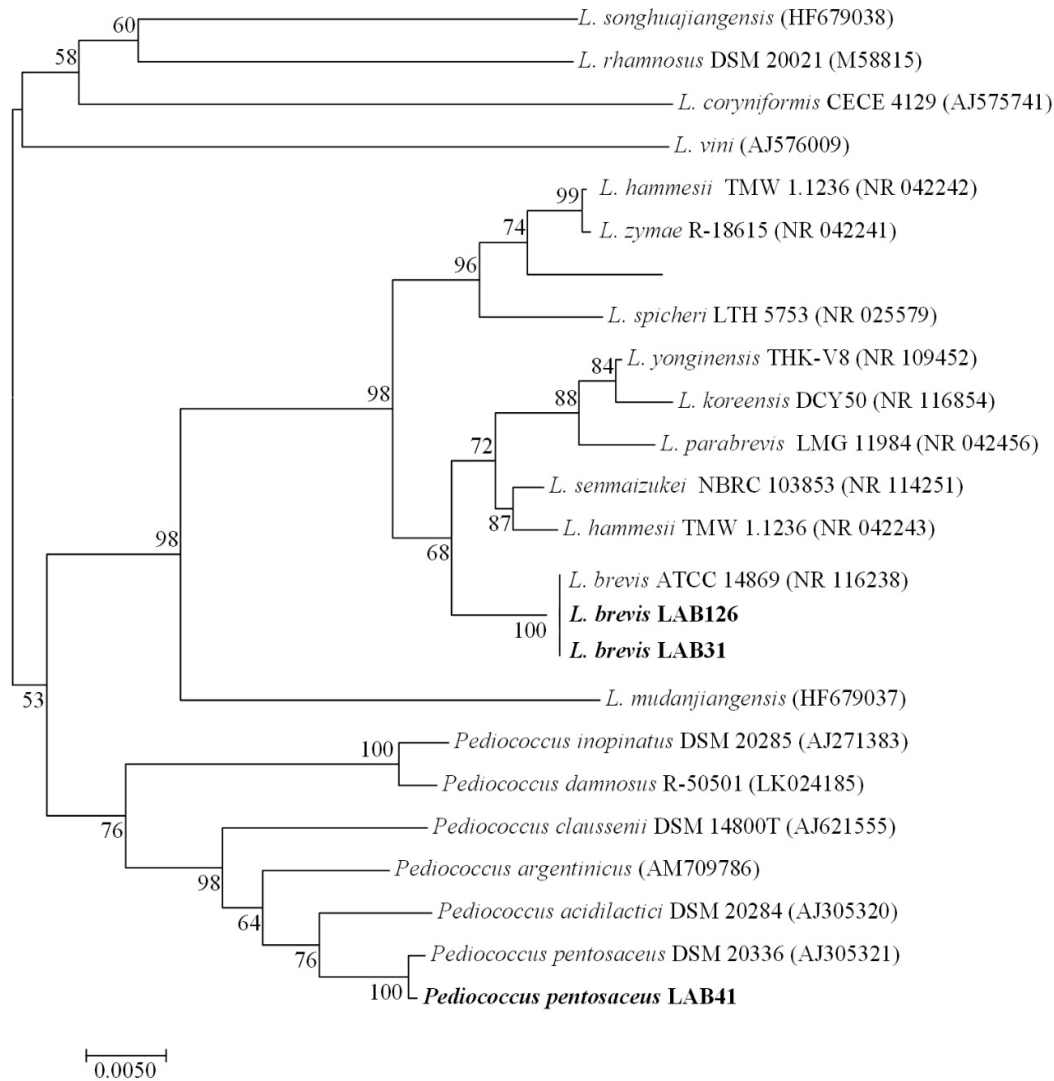 60
L. songhuajiangensis (HF679038)
58
L. rhamnosus DSM 20021 (M58815)
L. coryniformis CECE 4129 (AJ575741)
L. vini (AJ576009)
99
L. hammesii TMW 1.1236 (NR 042242)
74
L. zymae R-18615 (NR 042241)
96
L. spicheri LTH 5753 (NR 025579)
84
L. yonginensis THK-V8 (NR 109452)
98
88
L. koreensis DCY50 (NR 116854)
72
L. parabrevis LMG 11984 (NR 042456)
L. senmaizukei NBRC 103853 (NR 114251)
87
98
68
L. hammesii TMW 1.1236 (NR 042243)
L. brevis ATCC 14869 (NR 116238)
L. brevis LAB126
100
L. brevis LAB31
53
L. mudanjiangensis (HF679037)
100
Pediococcus inopinatus DSM 20285 (AJ271383)
Pediococcus damnosus R-50501 (LK024185)
76
Pediococcus claussenii DSM 14800T (AJ621555)
98
Pediococcus argentinicus (AM709786)
64
Pediococcus acidilactici DSM 20284 (AJ305320)
76
Pediococcus pentosaceus DSM 20336 (AJ305321)
100
Pediococcus pentosaceus LAB41
0.0050